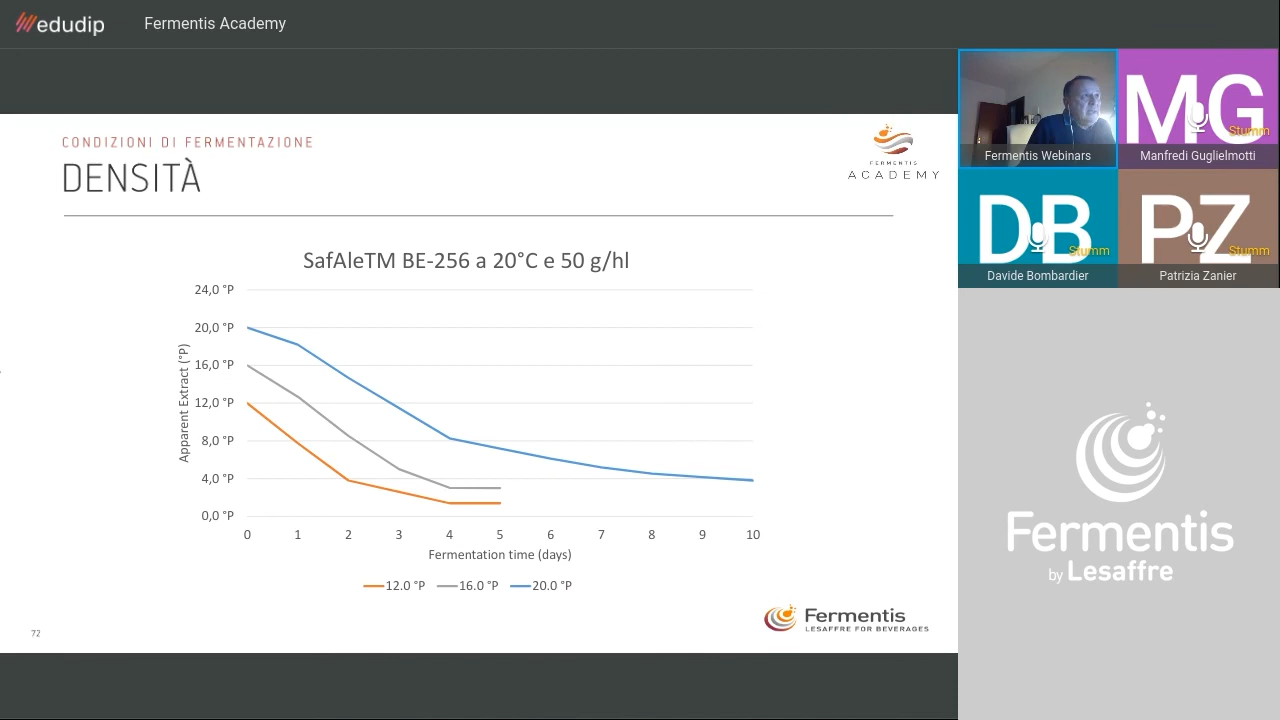 edudip
Fermentis Academy
CONDIZIONI DI FERMENTAZIONE
DENSITÀ
FERMENTIS
ACADEMY
SafAleTM BE-256 a 20°C e 50 g/hl
Apparent Extract (°P)
24,0 °P
20,0 °P
16,0 °P
12,0 °P
8,0 °P
4,0 °P
0,0 °P
0 1 2 3 4 5 6 7 8 9 10
Fermentation time (days)
12.0 °P 16.0 °P 20.0 °P
Fermentis
LESAFFRE FOR BEVERAGES
72
Fermentis Webinars
MG
Stumm
Manfredi Guglielmotti
DB
Stumm
Davide Bombardier
PZ
Stumm
Patrizia Zanier
Fermentis
by Lesaffre